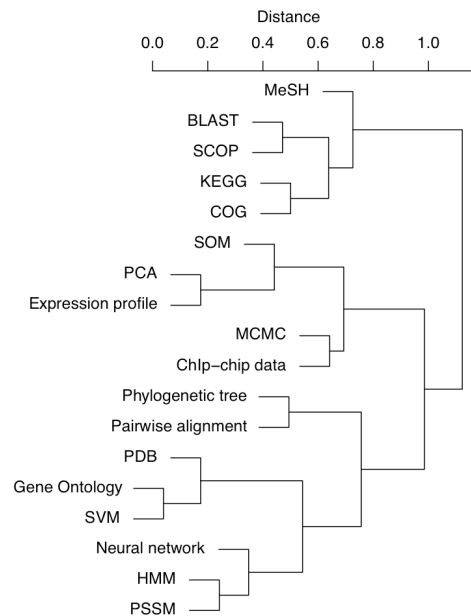 Distance
0.0 0.2 0.4 0.6 0.8 1.0
MeSH
BLAST
SCOP
KEGG
COG
SOM
PCA
Expression profile
MCMC
ChIp−chip data
Phylogenetic tree
Pairwise alignment
PDB
Gene Ontology
SVM
Neural network
HMM
PSSM